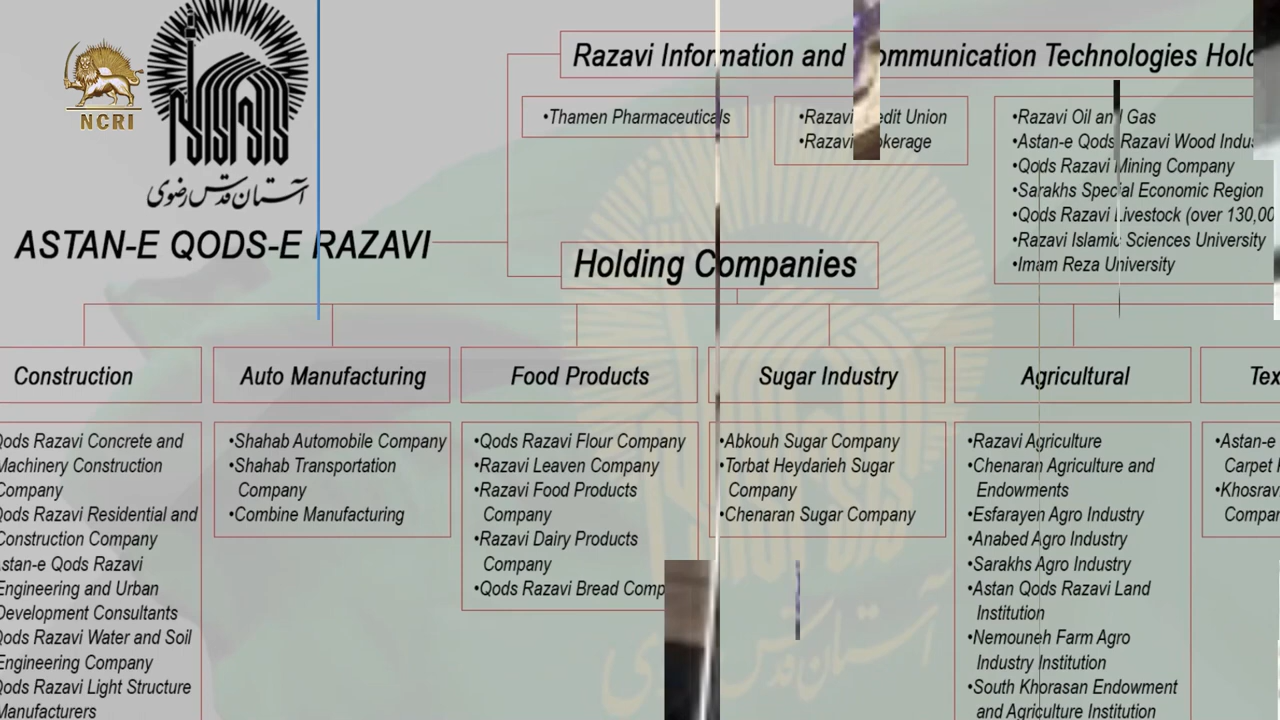 NCRI
آستان قدس رضوی
ASTAN-E QODS-E RAZAVI
Razavi Information and ommunication Technologies Hold
•Thamen Pharmaceuticals
•Razavi edit Union
•Razavi okerage
•Razavi Oil and Gas
•Astan-e Qods Razavi Wood Indus
•Qods Razavi Mining Company
•Sarakhs Special Economic Region
•Qods Razavi Livestock (over 130,00
•Razavi Islamic Sciences University
•Imam Reza University
Holding Companies
Construction
Qods Razavi Concrete and
Machinery Construction
Company
Qods Razavi Residential and
Construction Company
stan-e Qods Razavi
Engineering and Urban
Development Consultants
Qods Razavi Water and Soil
Engineering Company
Qods Razavi Light Structure
Manufacturers
Auto Manufacturing
•Shahab Automobile Company
•Shahab Transportation
Company
•Combine Manufacturing
Food Products
•Qods Razavi Flour Company
•Razavi Leaven Company
•Razavi Food Products
Company
•Razavi Dairy Products
Company
•Qods Razavi Bread Comp
Sugar Industry
•Abkouh Sugar Company
•Torbat Heydarieh Sugar
Company
•Chenaran Sugar Company
Agricultural
•Razavi Agriculture
•Chenaran Agriculture and
Endowments
•Esfarayen Agro Industry
•Anabed Agro Industry
•Sarakhs Agro Industry
•Astan Qods Razavi Land
Institution
•Nemouneh Farm Agro
Industry Institution
•South Khorasan Endowment
and Agriculture Institution
Tex
•Astan-e
Carpet
•Khosrav
Compan
آستان قدس رضوی